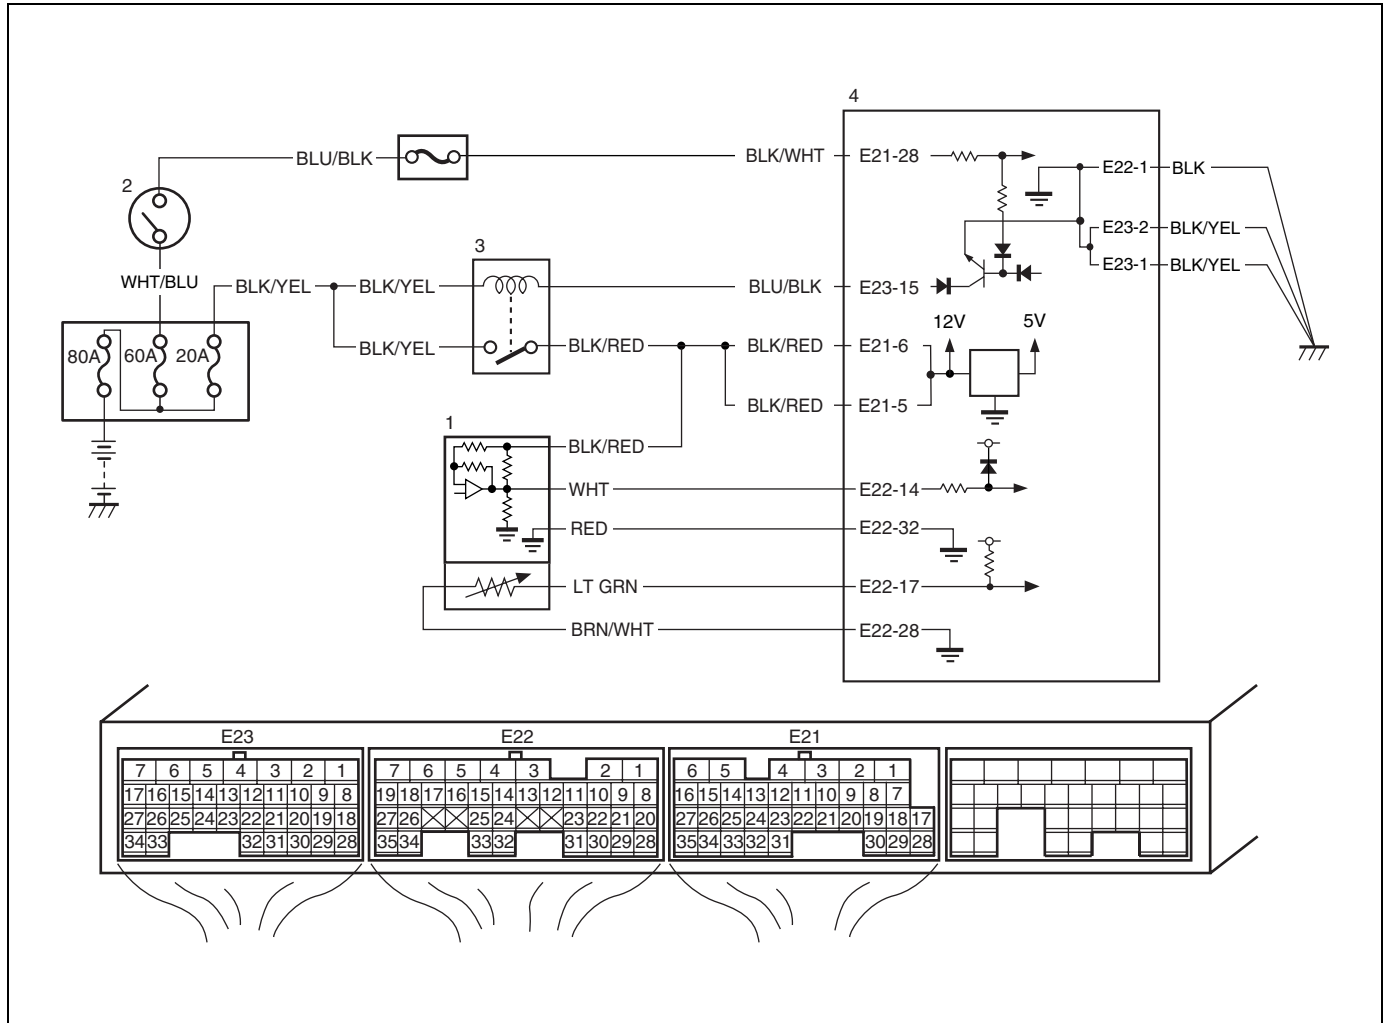 4
BLU/BLK BLK/WHT E21-28
E22-1 BLK
2
E23-2 BLK/YEL
3
E23-1 BLK/YEL
WHT/BLU
BLK/YEL BLK/YEL BLU/BLK E23-15
12V 5V
80A 60A 20A
BLK/YEL BLK/RED BLK/RED E21-6
BLK/RED E21-5
1
BLK/RED
WHT E22-14
RED E22-32
LT GRN E22-17
BRN/WHT E22-28
E23 E22 E21
7 6 5 4 3 2 1 7 6 5 4 3 2 1 6 5 4 3 2 1
17 16 15 14 13 12 11 10 9 8 19 18 17 16 15 14 13 12 11 10 9 8 16 15 14 13 12 11 10 9 8 7
27 26 25 24 23 22 21 20 19 18 27 26 25 24 23 22 21 20 27 26 25 24 23 22 21 20 19 18 17
34 33 32 31 30 29 28 35 34 33 32 31 30 29 28 35 34 33 32 31 30 29 28